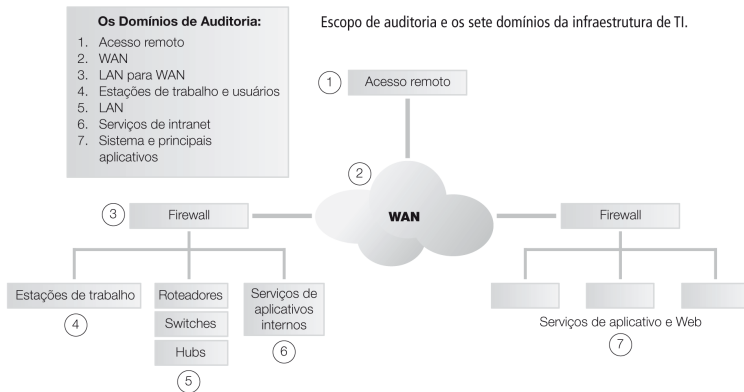 Os Domínios de Auditoria:
1. Acesso remoto
2. WAN
3. LAN para WAN
4. Estações de trabalho e usuários
5. LAN
6. Serviços de intranet
7. Sistema e principais
aplicativos
Escopo de auditoria e os sete domínios da infraestrutura de TI.
1 Acesso remoto
2
WAN
3 Firewall
Firewall
Estações de trabalho
4
Roteadores
Switches
Hubs
5
Serviços de
aplicativos
internos
6
Serviços de aplicativo e Web
7